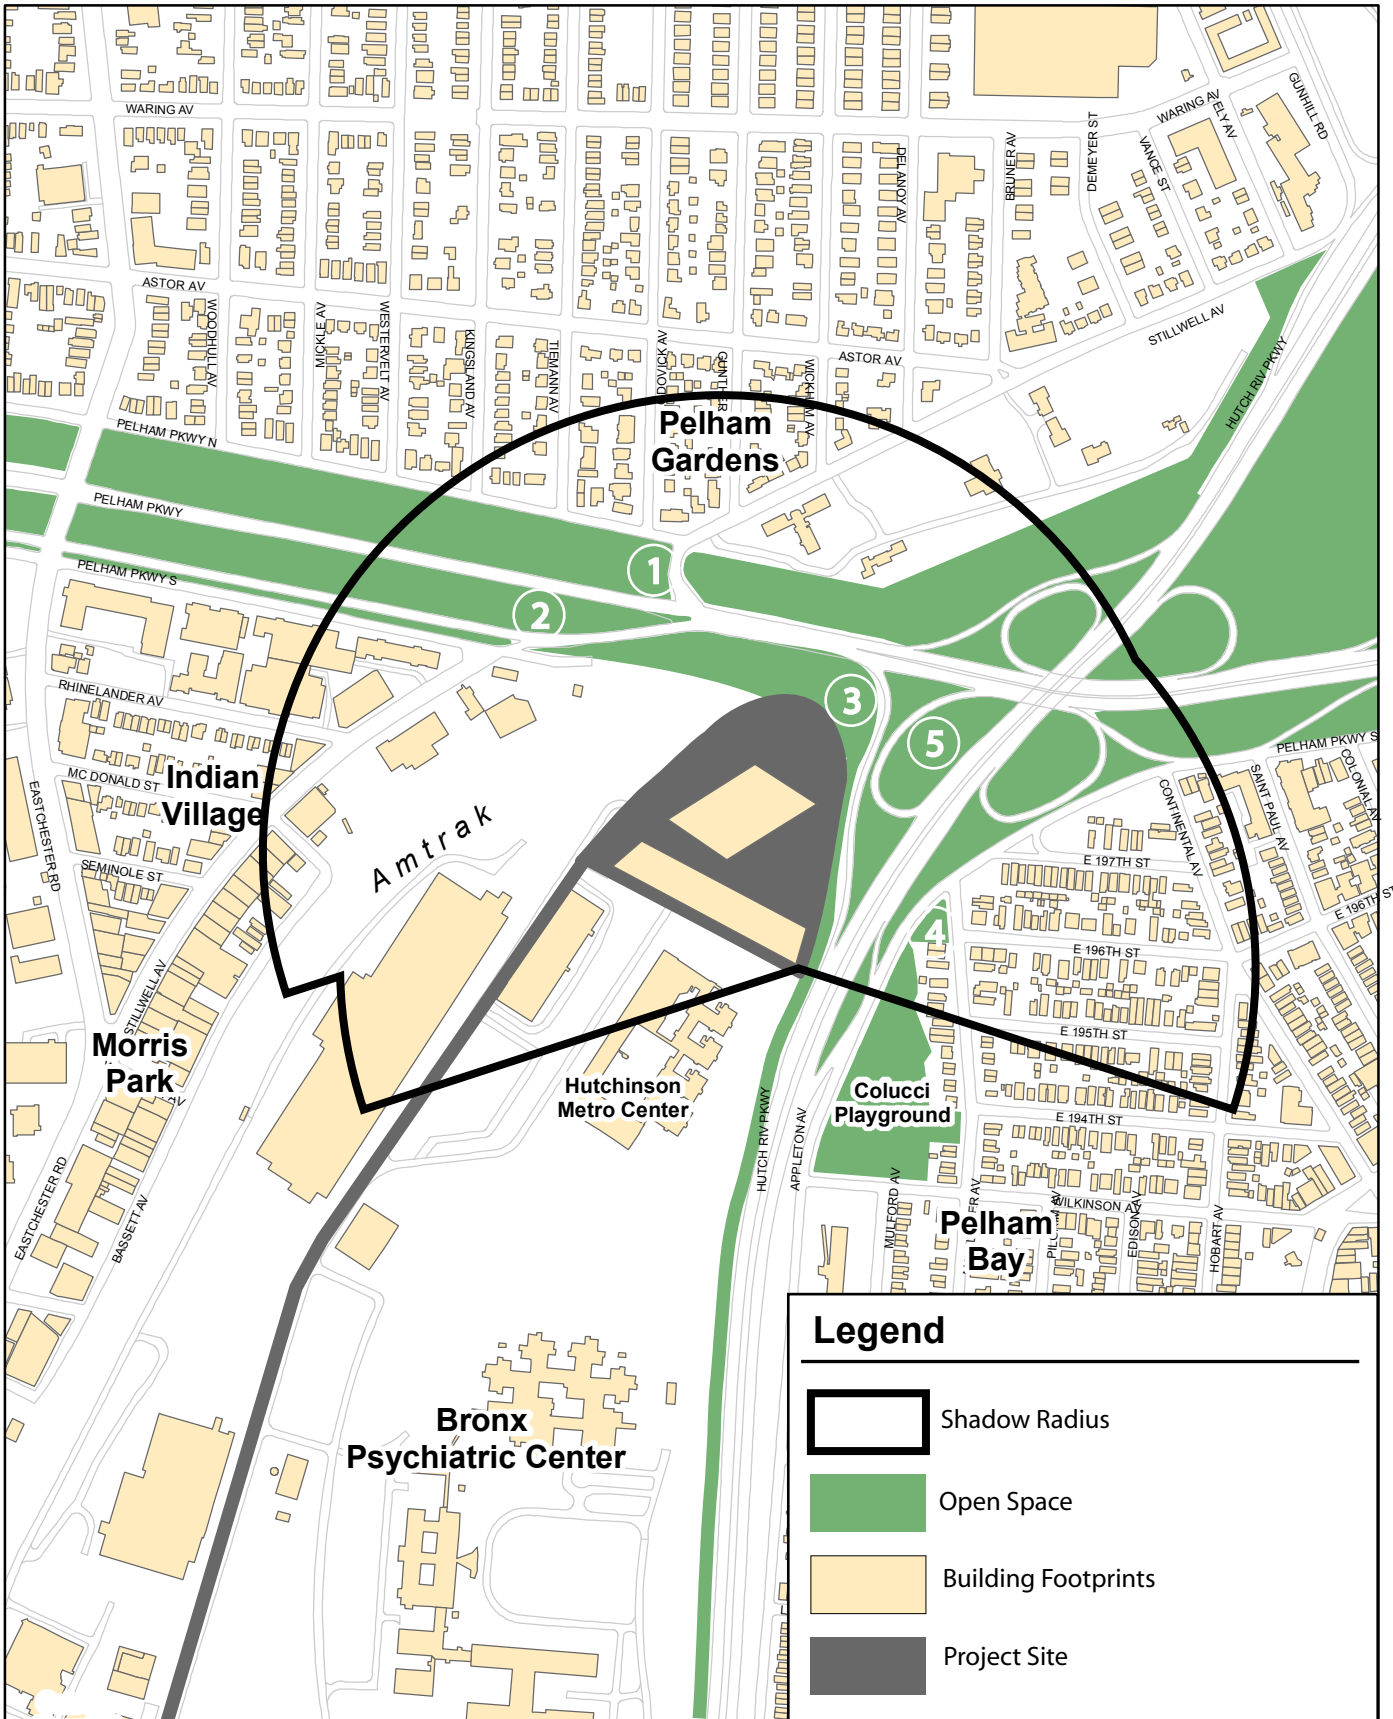 WARING AV
WARING AV
ELY AV
GUNHILL RD
BRUNER AV
DEMEYER ST
VANCE ST
DELANOY AV
ASTOR AV
WOODHULL AV
MICKLE AV
WESTERVELT AV
KINGSLAND AV
TIEMANN AV
WICKHAM AV
ASTOR AV
STILLWELL AV
HUTCH RIV PKWY
Pelham
Gardens
PELHAM PKWY N
PELHAM PKWY
PELHAM PKWY S
1
2
3
5
4
RHINELANDER AV
MC DONALD ST
Indian
Village
EASTCHESTER RD
SEMINOLE ST
Amtrak
PELHAM PKWY S
CONTINENTAL AV
SAINT PAUL AV
COLONIAL AV
E 197TH ST
E 196TH ST
E 196TH ST
E 195TH ST
E 194TH ST
STILLWELL AV
Morris
Park
AV
Hutchinson
Metro Center
Colucci
Playground
HUTCH RIV PKWY
APPLETON AV
MULFORD AV
WILKINSON AV
EDISON AV
HOBART AV
Pelham
Bay
EASTCHESTER RD
BASSETT AV
Bronx
Psychiatric Center
Legend
Shadow Radius
Open Space
Building Footprints
Project Site